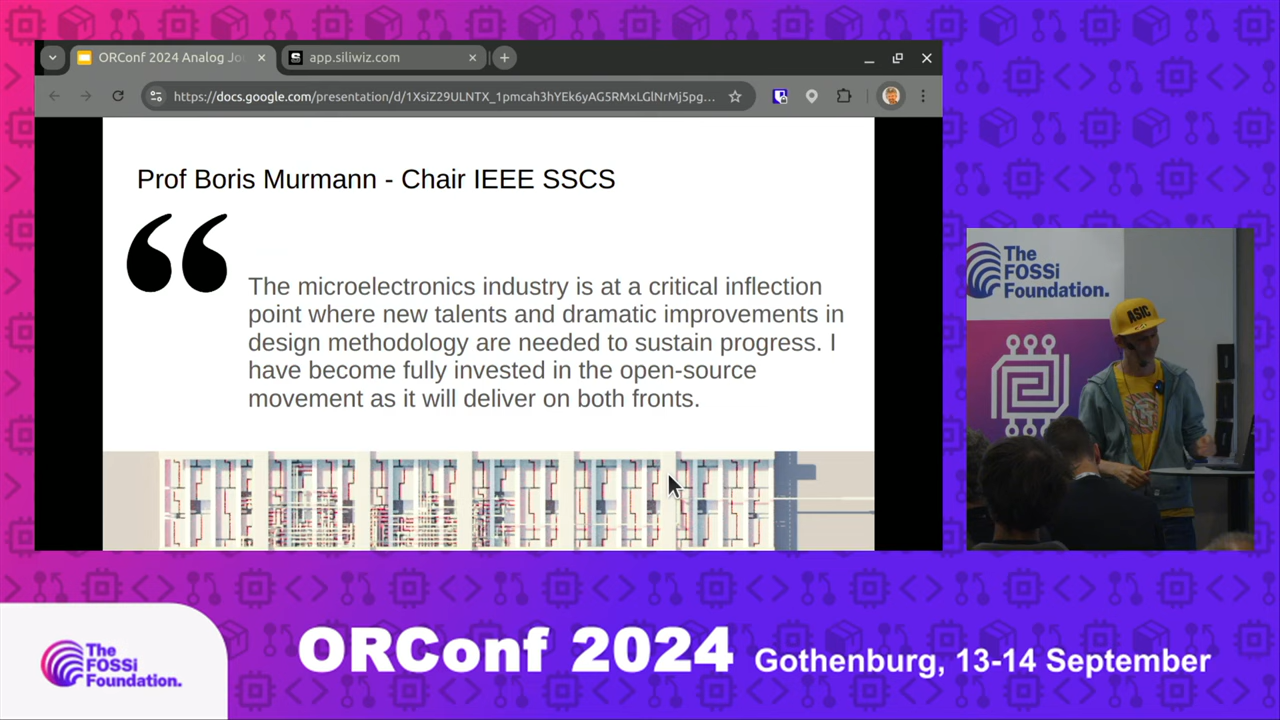 ORConf 2024 Analog Jo
app.siliwiz.com
https://docs.google.com/presentation/d/1XsiZ29ULNTX_1pmcah3hYEk6yAG5RMxLGlNrMj5pg...
Prof Boris Murmann - Chair IEEE SSCS
“
The microelectronics industry is at a critical inflection
point where new talents and dramatic improvements in
design methodology are needed to sustain progress. I
have become fully invested in the open-source
movement as it will deliver on both fronts.
The
FOSSi
Foundation.
ASIC
The
FOSSi
Foundation.
ORConf 2024 Gothenburg, 13-14 September